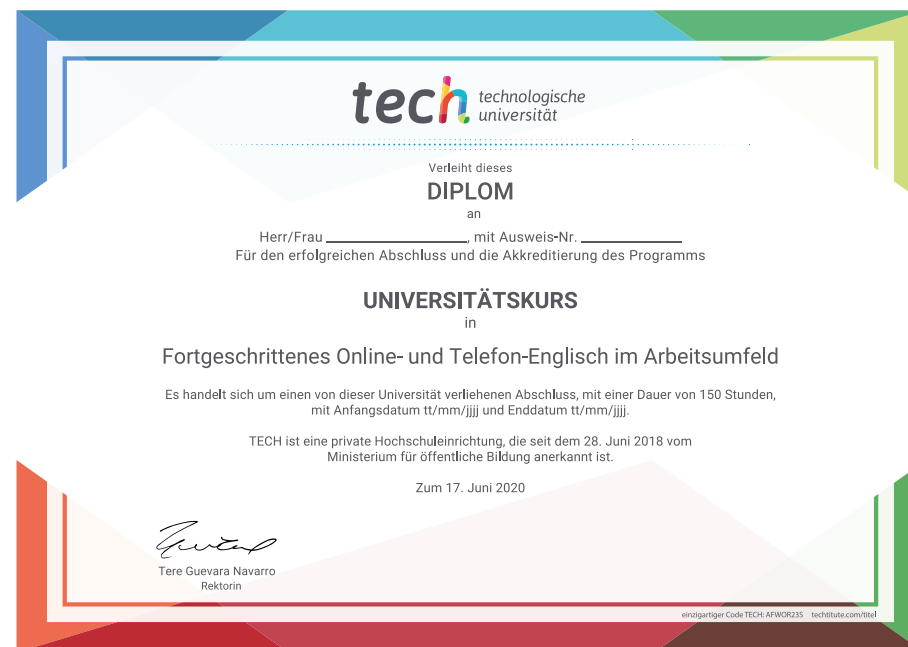 tech technologische
universität
Verleiht dieses
DIPLOM
an
Herr/Frau ____________________, mit Ausweis-Nr. ______________
Für den erfolgreichen Abschluss und die Akkreditierung des Programms
UNIVERSITÄTSKURS
in
Fortgeschrittenes Online- und Telefon-Englisch im Arbeitsumfeld
Es handelt sich um einen von dieser Universität verliehenen Abschluss, mit einer Dauer von 150 Stunden,
mit Anfangsdatum tt/mm/jjjj und Enddatum tt/mm/jjjj.
TECH ist eine private Hochschuleinrichtung, die seit dem 28. Juni 2018 vom
Ministerium für öffentliche Bildung anerkannt ist.
Zum 17. Juni 2020
Tere Guevara Navarro
Rektorin
einzigartiger Code TECH: AFWOR23S techtitute.com/titel